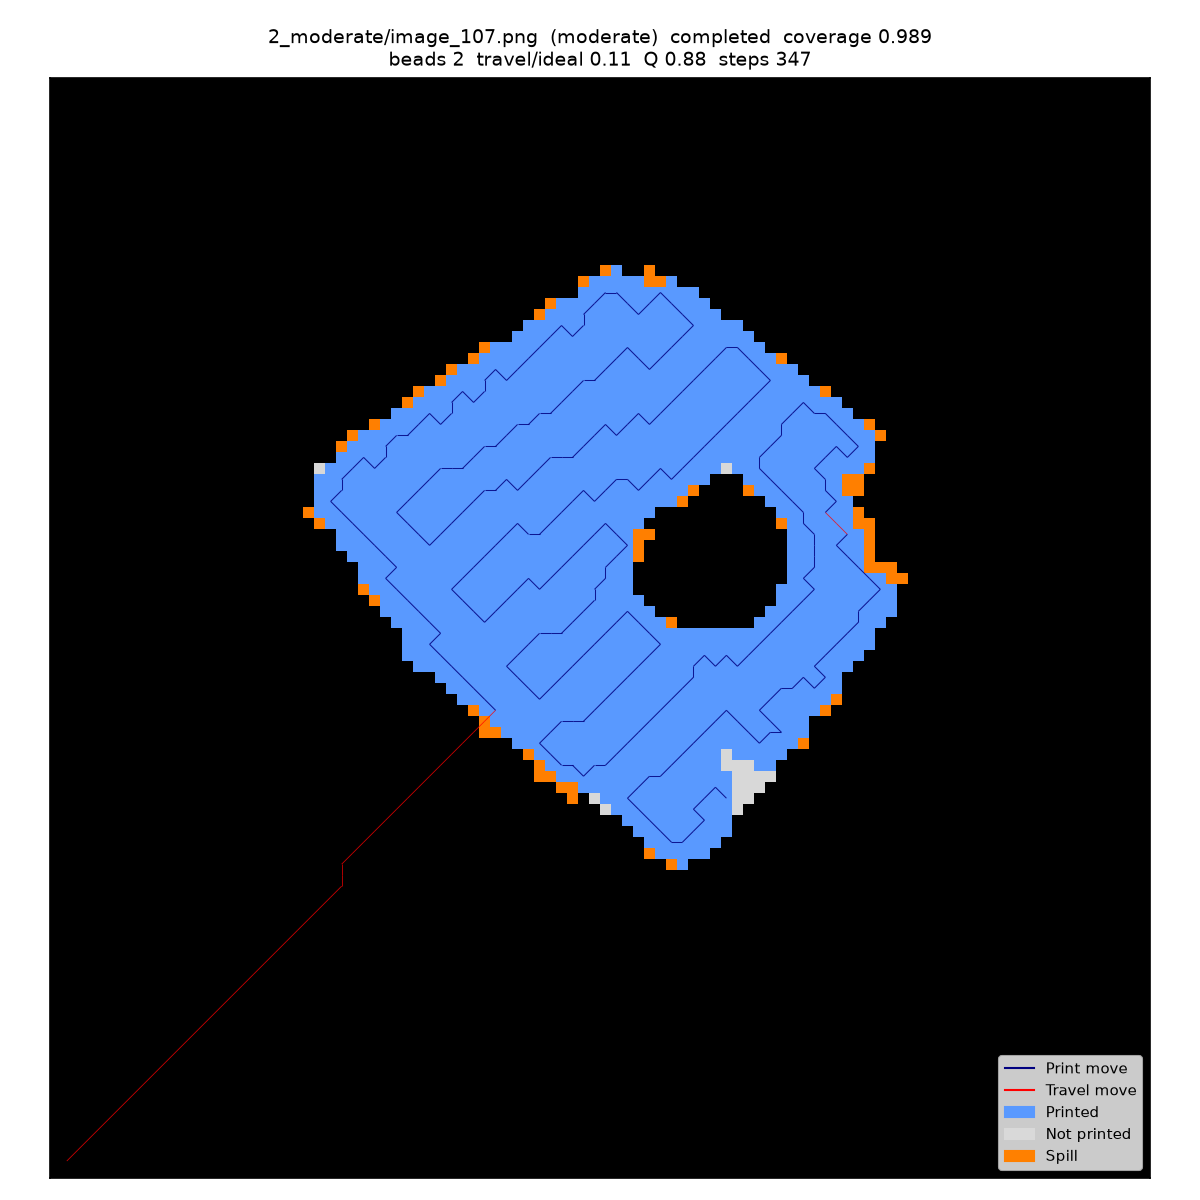 2_moderate/image_107.png  (moderate)  completed  coverage 0.989
beads 2  travel/ideal 0.11  Q 0.88  steps 347
Print move
Travel move
Printed
Not printed
Spill